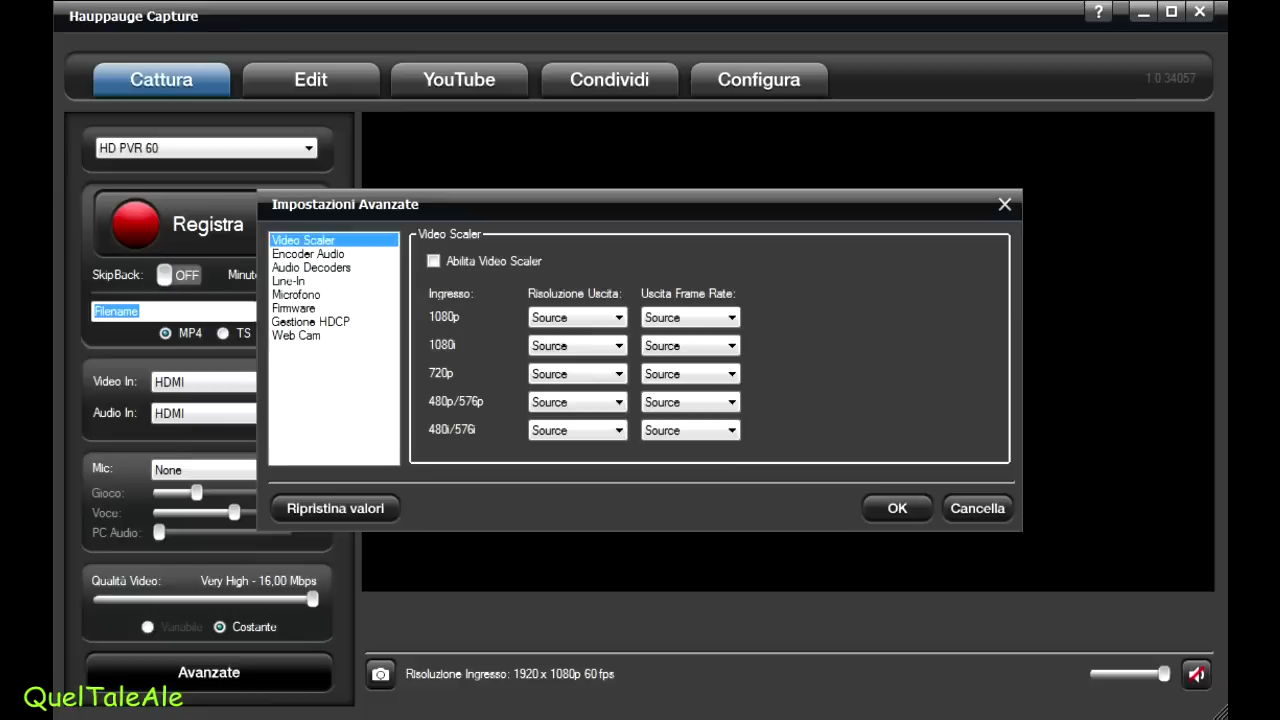 Hauppauge Capture
?
Cattura Edit YouTube Condividi Configura 1.0.34057
HD PVR 60
Registra
SkipBack: OFF
Filename
MP4 TS
Video In: HDMI
Audio In: HDMI
Mic: None
Gioco:
Voce:
PC Audio:
Qualità Video: Very High - 16,00 Mbps
Variabile Costante
Avanzate
Impostazioni Avanzate
Video Scaler
Encoder Audio
Audio Decoders
Line-In
Microfono
Firmware
Gestione HDCP
Web Cam
Video Scaler
Abilita Video Scaler
Ingresso: Risoluzione Uscita: Uscita Frame Rate:
1080p Source Source
1080i Source Source
720p Source Source
480p/576p Source Source
480i/576i Source Source
Ripristina valori OK Cancella
Risoluzione Ingresso: 1920 x 1080p 60 fps
QuelTaleAle